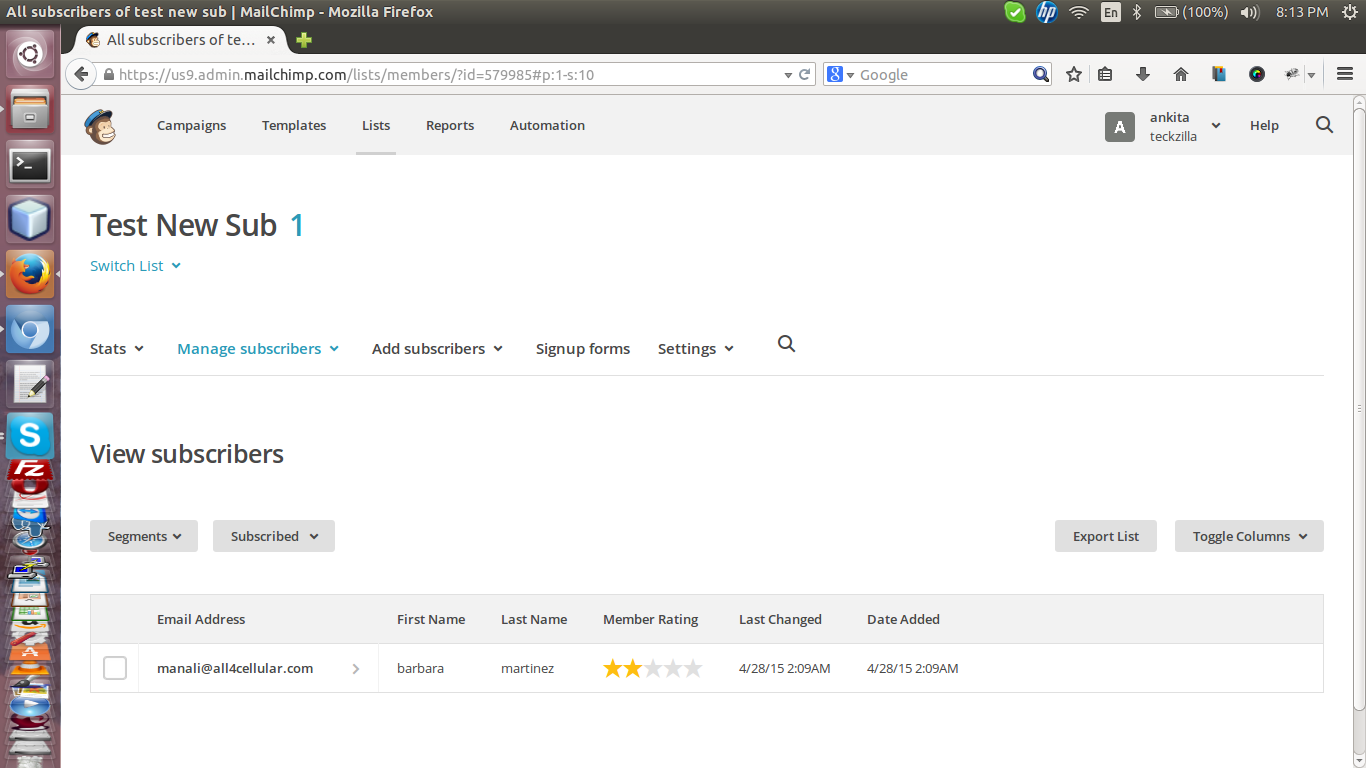 All subscribers of test new sub | MailChimp - Mozilla Firefox
En (100%) 8:13 PM
All subscribers of te...
https://us9.admin.mailchimp.com/lists/members/?id=579985#p:1-s:10
Google
Campaigns Templates Lists Reports Automation
A ankita
teckzilla
Help
Test New Sub 1
Switch List
Stats Manage subscribers Add subscribers Signup forms Settings
View subscribers
Segments Subscribed Export List Toggle Columns
Email Address First Name Last Name Member Rating Last Changed Date Added
manali@all4cellular.com barbara martinez 4/28/15 2:09AM 4/28/15 2:09AM